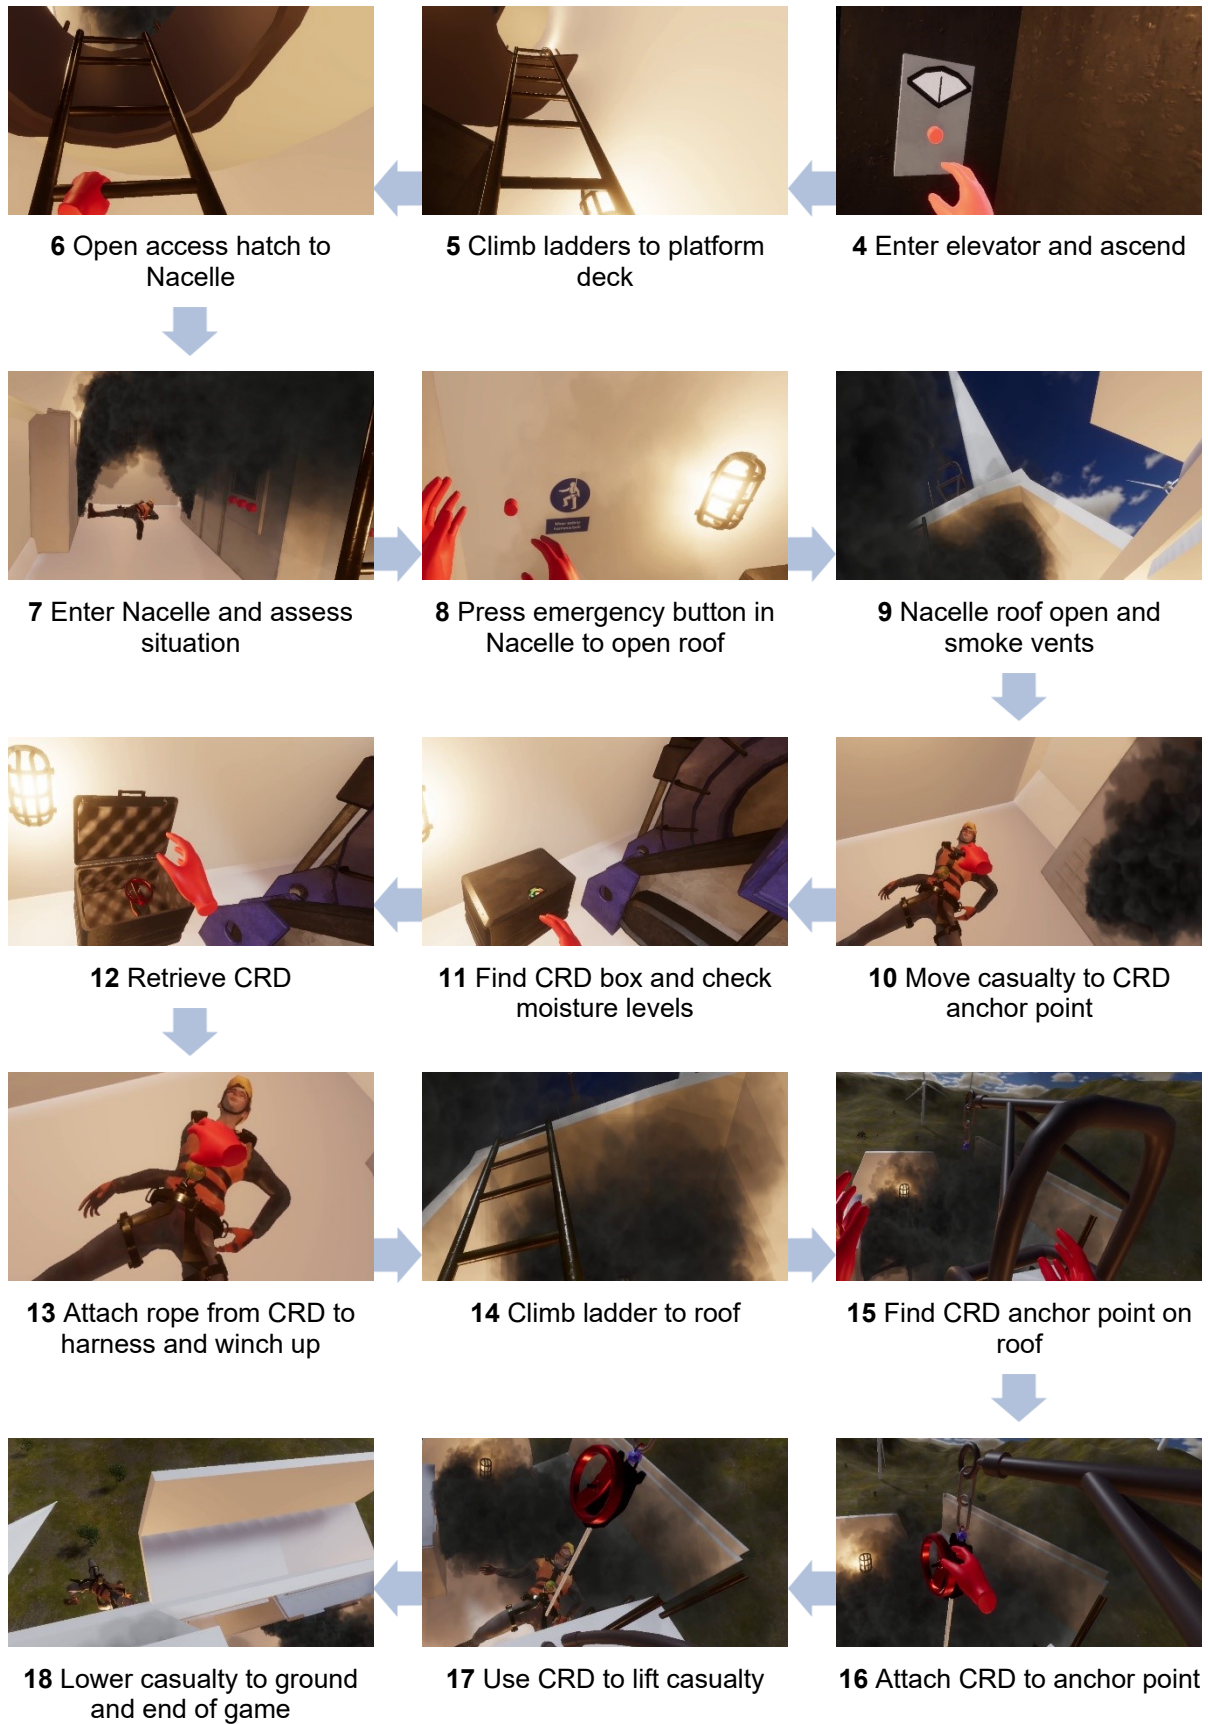 6 Open access hatch to
Nacelle
5 Climb ladders to platform
deck
4 Enter elevator and ascend
7 Enter Nacelle and assess
situation
8 Press emergency button in
Nacelle to open roof
9 Nacelle roof open and
smoke vents
12 Retrieve CRD
11 Find CRD box and check
moisture levels
10 Move casualty to CRD
anchor point
13 Attach rope from CRD to
harness and winch up
14 Climb ladder to roof
15 Find CRD anchor point on
roof
18 Lower casualty to ground
and end of game
17 Use CRD to lift casualty
16 Attach CRD to anchor point